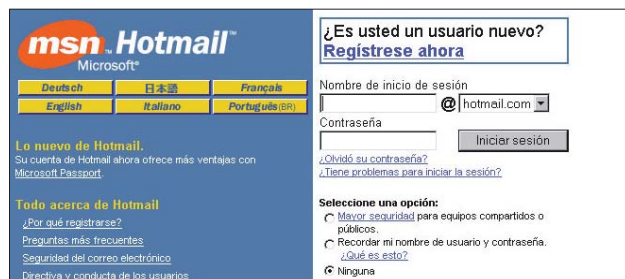 msn Hotmail™
Microsoft®
Deutsch 日本語 Français
English Italiano Português (BR)
Lo nuevo de Hotmail.
Su cuenta de Hotmail ahora ofrece más ventajas con
Microsoft Passport.
Todo acerca de Hotmail
¿Por qué registrarse?
Preguntas más frecuentes
Seguridad del correo electrónico
Directiva y conducta de los usuarios
¿Es usted un usuario nuevo?
Regístrese ahora
Nombre de inicio de sesión
@ hotmail.com
Contraseña
Iniciar sesión
¿Olvidó su contraseña?
¿Tiene problemas para iniciar la sesión?
Seleccione una opción:
Mayor seguridad para equipos compartidos o
públicos.
Recordar mi nombre de usuario y contraseña.
¿Qué es esto?
Ninguna